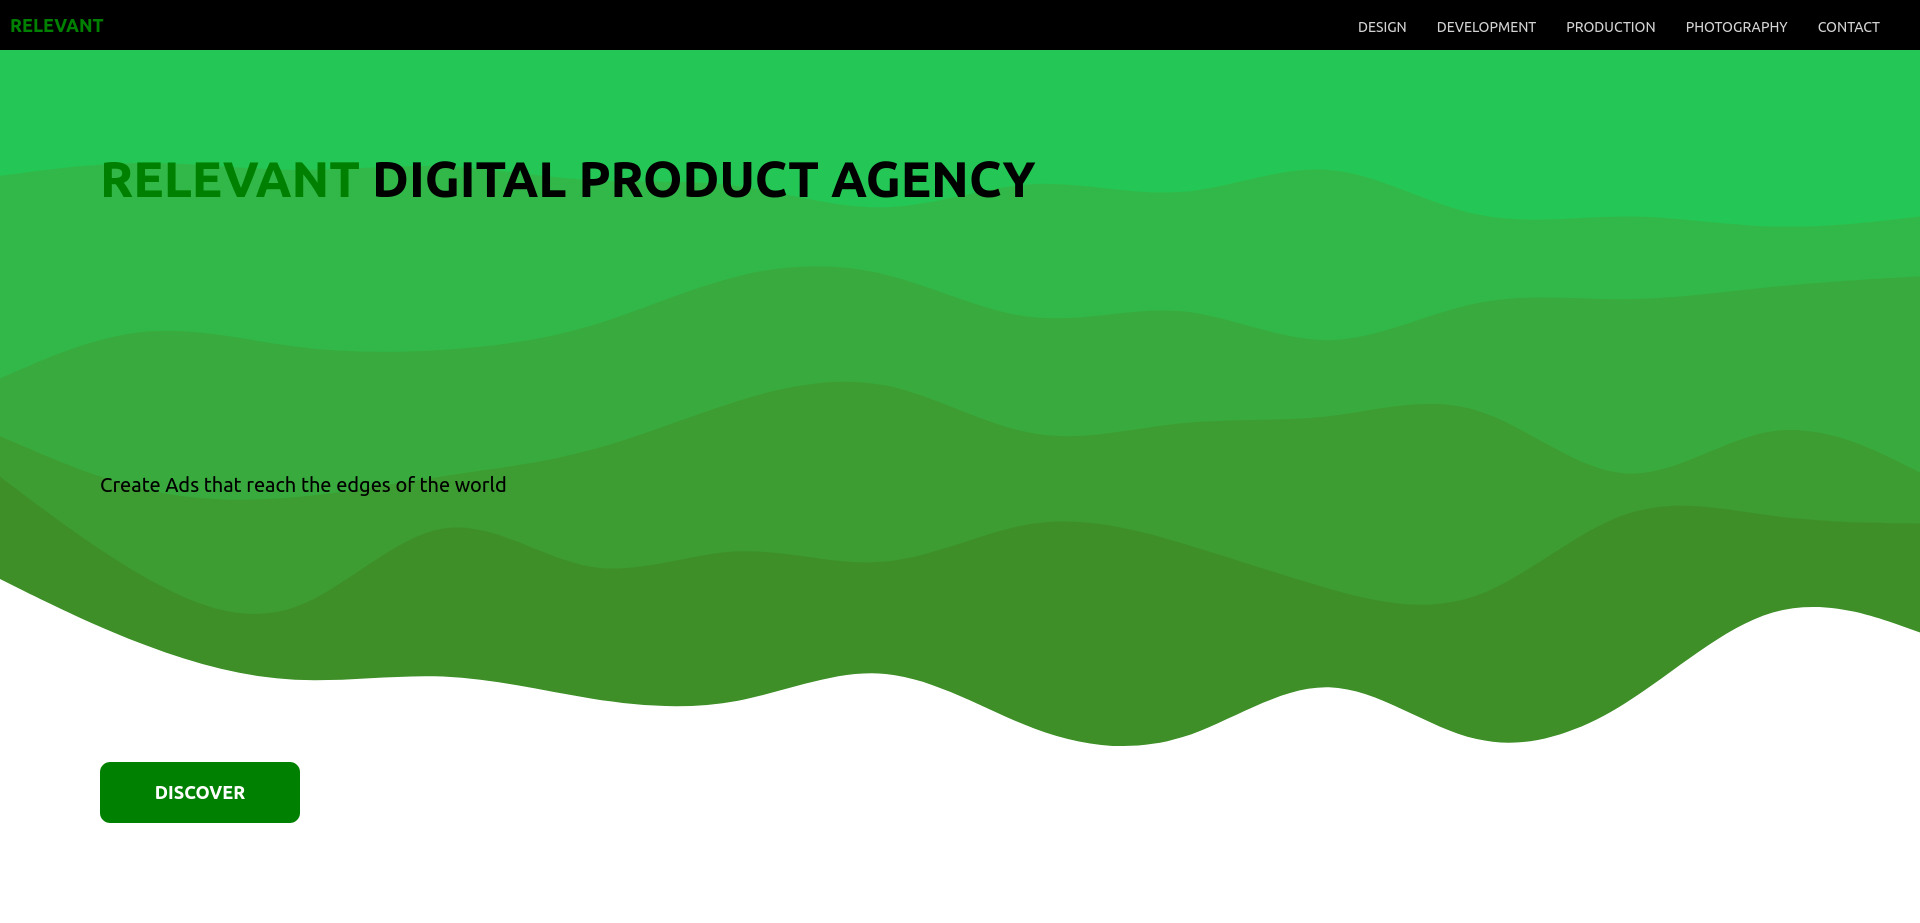 RELEVANT DESIGN DEVELOPMENT PRODUCTION PHOTOGRAPHY CONTACT
RELEVANT DIGITAL PRODUCT AGENCY
Create Ads that reach the edges of the world
DISCOVER